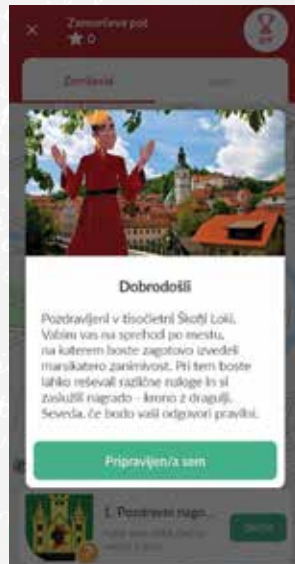 Zamorčeva pot
0
Zemljevid
Dobrodošli
Pozdravljeni v tisočletni Škofji Loki.
Vabim vas na sprehod po mestu,
na katerem boste zagotovo izvedeli
marsikatero zanimivost. Pri tem boste
lahko reševali različne naloge in si
zaslužili nagrado - krono z dragulji.
Seveda, če bodo vaši odgovori pravilni.
Pripravljen/a sem
1. Pozdravni nago...